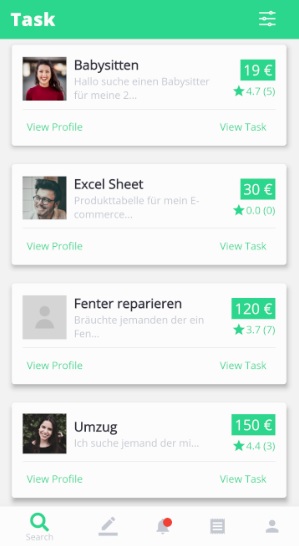 Task
Babysitten
19 €
Hallo suche einen Babysitter
für meine 2...
4.7 (5)
View Profile
View Task
Excel Sheet
30 €
Produkttabelle für mein E-
commerce...
0.0 (0)
View Profile
View Task
Fenter reparieren
120 €
Bräuchte jemanden der ein
Fen...
3.7 (7)
View Profile
View Task
Umzug
150 €
Ich suche jemand der mi...
4.4 (3)
View Profile
View Task
Search